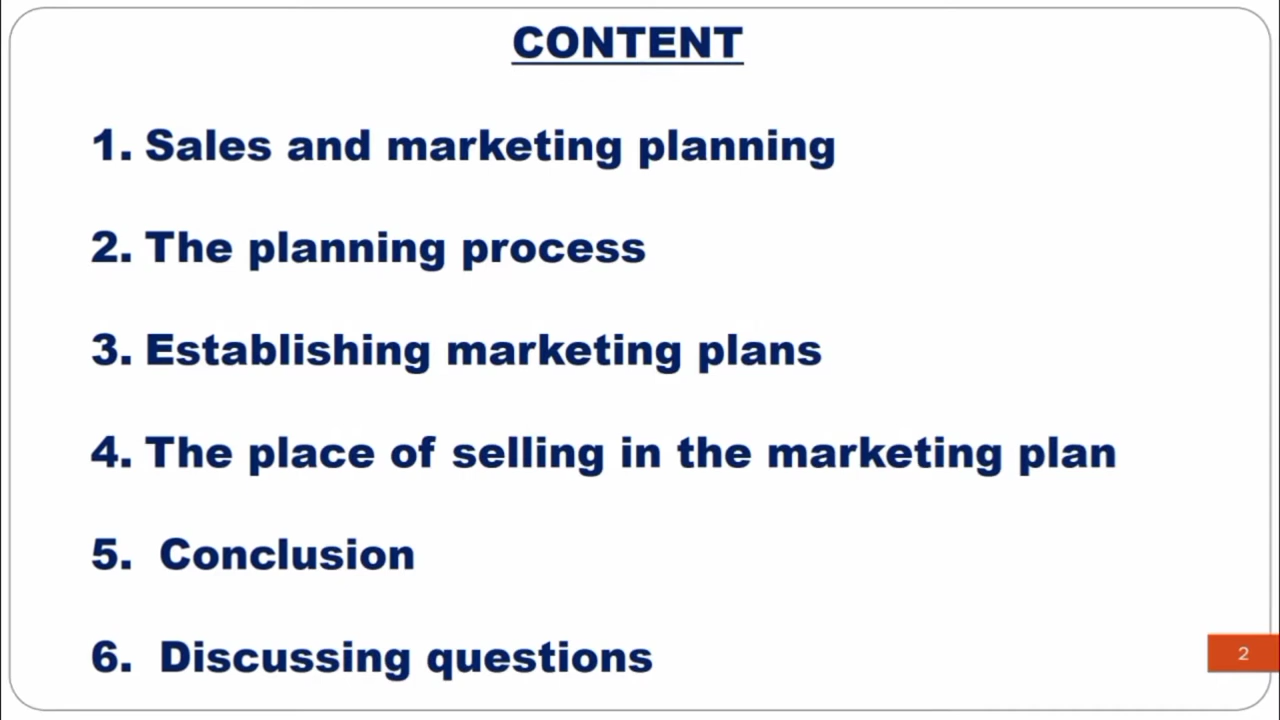 CONTENT
1. Sales and marketing planning
2. The planning process
3. Establishing marketing plans
4. The place of selling in the marketing plan
5. Conclusion
6. Discussing questions
2